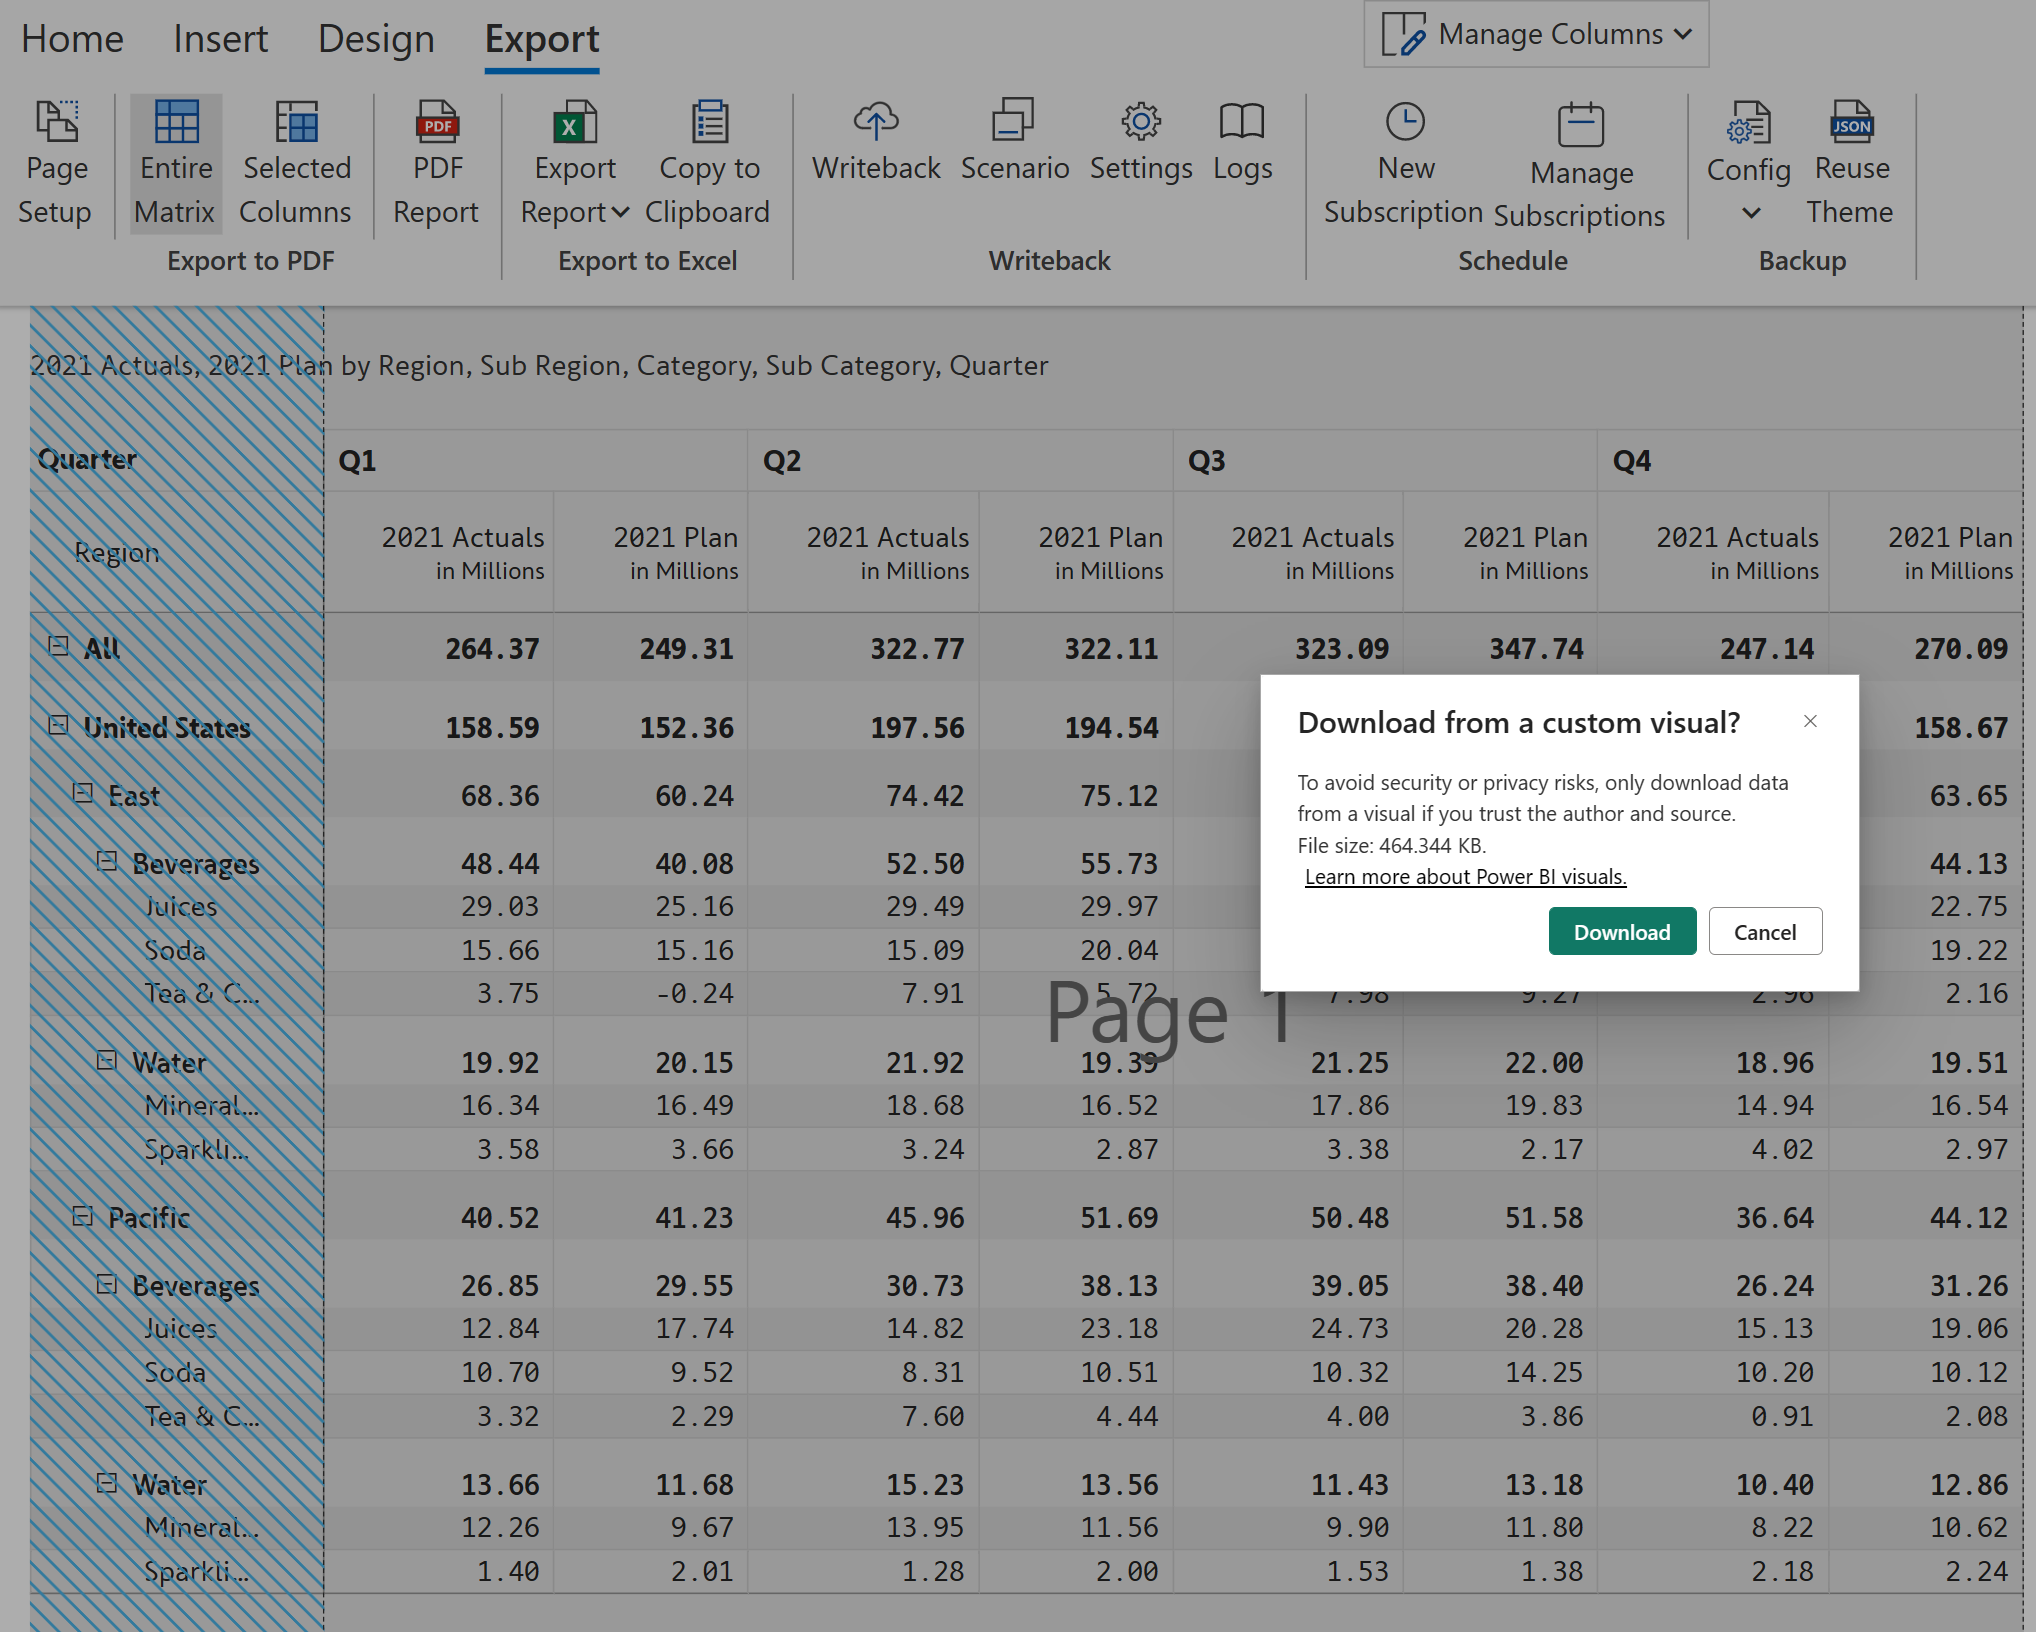 Home Insert Design Export Manage Columns
Page Setup
Entire Matrix
Selected Columns
PDF Report
Export Report
Copy to Clipboard
Writeback
Scenario
Settings
Logs
New Subscription
Manage Subscriptions
Config
JSON
Reuse Theme
Export to PDF Export to Excel Writeback Schedule Backup
2021 Actuals, 2021 Plan by Region, Sub Region, Category, Sub Category, Quarter
Quarter Q1 Q2 Q3 Q4
Region 2021 Actuals 2021 Plan 2021 Actuals 2021 Plan 2021 Actuals 2021 Plan 2021 Actuals 2021 Plan
in Millions in Millions in Millions in Millions in Millions in Millions in Millions in Millions
All 264.37 249.31 322.77 322.11 323.09 347.74 247.14 270.09
United States 158.59 152.36 197.56 194.54 158.67
East 68.36 60.24 74.42 75.12 63.65
Beverages 48.44 40.08 52.50 55.73 44.13
Juices 29.03 25.16 29.49 29.97 22.75
Soda 15.66 15.16 15.09 20.04 19.22
Tea & C... 3.75 -0.24 7.91 5.72 7.98 9.27 2.96 2.16
Water 19.92 20.15 21.92 19.39 21.25 22.00 18.96 19.51
Mineral... 16.34 16.49 18.68 16.52 17.86 19.83 14.94 16.54
Sparkli... 3.58 3.66 3.24 2.87 3.38 2.17 4.02 2.97
Pacific 40.52 41.23 45.96 51.69 50.48 51.58 36.64 44.12
Beverages 26.85 29.55 30.73 38.13 39.05 38.40 26.24 31.26
Juices 12.84 17.74 14.82 23.18 24.73 20.28 15.13 19.06
Soda 10.70 9.52 8.31 10.51 10.32 14.25 10.20 10.12
Tea & C... 3.32 2.29 7.60 4.44 4.00 3.86 0.91 2.08
Water 13.66 11.68 15.23 13.56 11.43 13.18 10.40 12.86
Mineral... 12.26 9.67 13.95 11.56 9.90 11.80 8.22 10.62
Sparkli... 1.40 2.01 1.28 2.00 1.53 1.38 2.18 2.24
Page 1
Download from a custom visual?
To avoid security or privacy risks, only download data
from a visual if you trust the author and source.
File size: 464.344 KB.
Learn more about Power BI visuals.
Download Cancel